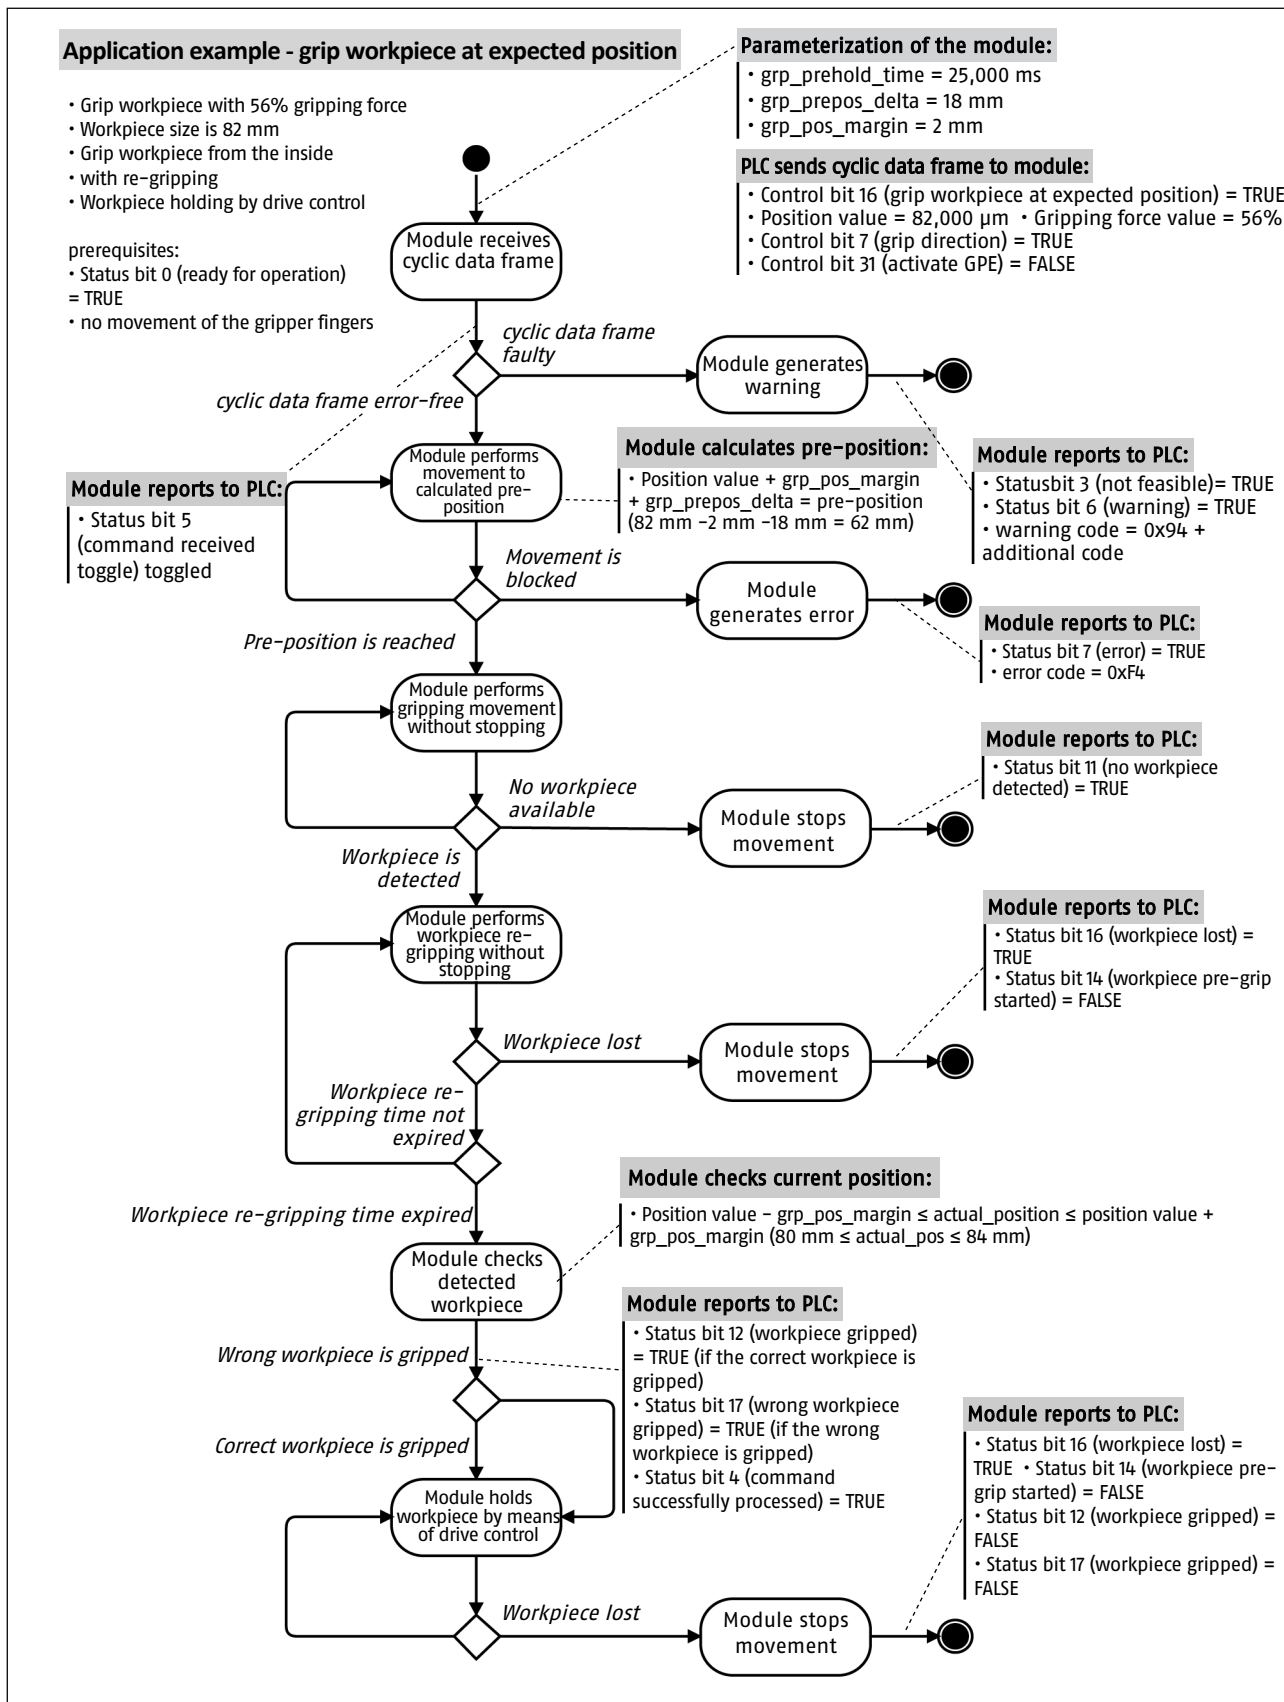 Application example - grip workpiece at expected position
• Grip workpiece with 56% gripping force
• Workpiece size is 82 mm
• Grip workpiece from the inside
• with re-gripping
• Workpiece holding by drive control
prerequisites:
• Status bit 0 (ready for operation)
= TRUE
• no movement of the gripper fingers
Parameterization of the module:
• grp_prehold_time = 25,000 ms
• grp_prepos_delta = 18 mm
• grp_pos_margin = 2 mm
PLC sends cyclic data frame to module:
• Control bit 16 (grip workpiece at expected position) = TRUE
• Position value = 82,000 µm • Gripping force value = 56%
• Control bit 7 (grip direction) = TRUE
• Control bit 31 (activate GPE) = FALSE
Module receives
cyclic data frame
cyclic data frame
faulty
Module generates
warning
cyclic data frame error-free
Module reports to PLC:
• Status bit 5
(command received
toggle) toggled
Module performs
movement to
calculated pre-
position
Module calculates pre-position:
• Position value + grp_pos_margin
+ grp_prepos_delta = pre-position
(82 mm -2 mm -18 mm = 62 mm)
Module reports to PLC:
• Statusbit 3 (not feasible)= TRUE
• Status bit 6 (warning) = TRUE
• warning code = 0x94 +
additional code
Movement is
blocked
Module
generates error
Module reports to PLC:
• Status bit 7 (error) = TRUE
• error code = 0xF4
Pre-position is reached
Module performs
gripping movement
without stopping
No workpiece
available
Module stops
movement
Module reports to PLC:
• Status bit 11 (no workpiece
detected) = TRUE
Workpiece is
detected
Module performs
workpiece re-
gripping without
stopping
Workpiece lost
Module stops
movement
Module reports to PLC:
• Status bit 16 (workpiece lost) =
TRUE
• Status bit 14 (workpiece pre-grip
started) = FALSE
Workpiece re-
gripping time not
expired
Workpiece re-gripping time expired
Module checks
detected
workpiece
Module checks current position:
• Position value - grp_pos_margin ≤ actual_position ≤ position value +
grp_pos_margin (80 mm ≤ actual_pos ≤ 84 mm)
Wrong workpiece is gripped
Module reports to PLC:
• Status bit 12 (workpiece gripped)
= TRUE (if the correct workpiece is
gripped)
• Status bit 17 (wrong workpiece
gripped) = TRUE (if the wrong
workpiece is gripped)
• Status bit 4 (command
successfully processed) = TRUE
Correct workpiece is gripped
Module holds
workpiece by means
of drive control
Workpiece lost
Module stops
movement
Module reports to PLC:
• Status bit 16 (workpiece lost) =
TRUE • Status bit 14 (workpiece pre-
grip started) = FALSE
• Status bit 12 (workpiece gripped) =
FALSE
• Status bit 17 (workpiece gripped) =
FALSE